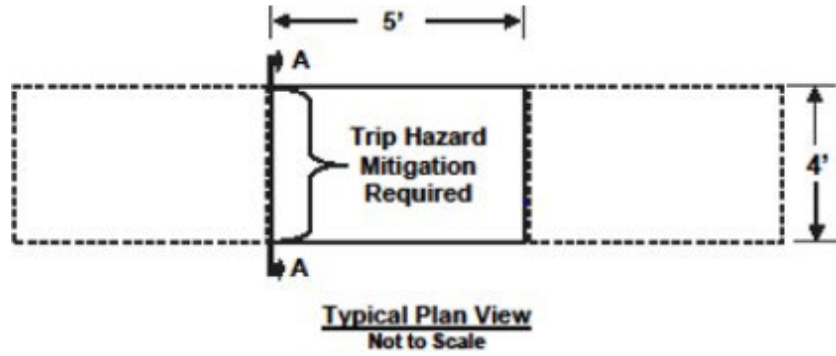 5'
A
Trip Hazard
Mitigation
Required
4'
A
Typical Plan View
Not to Scale